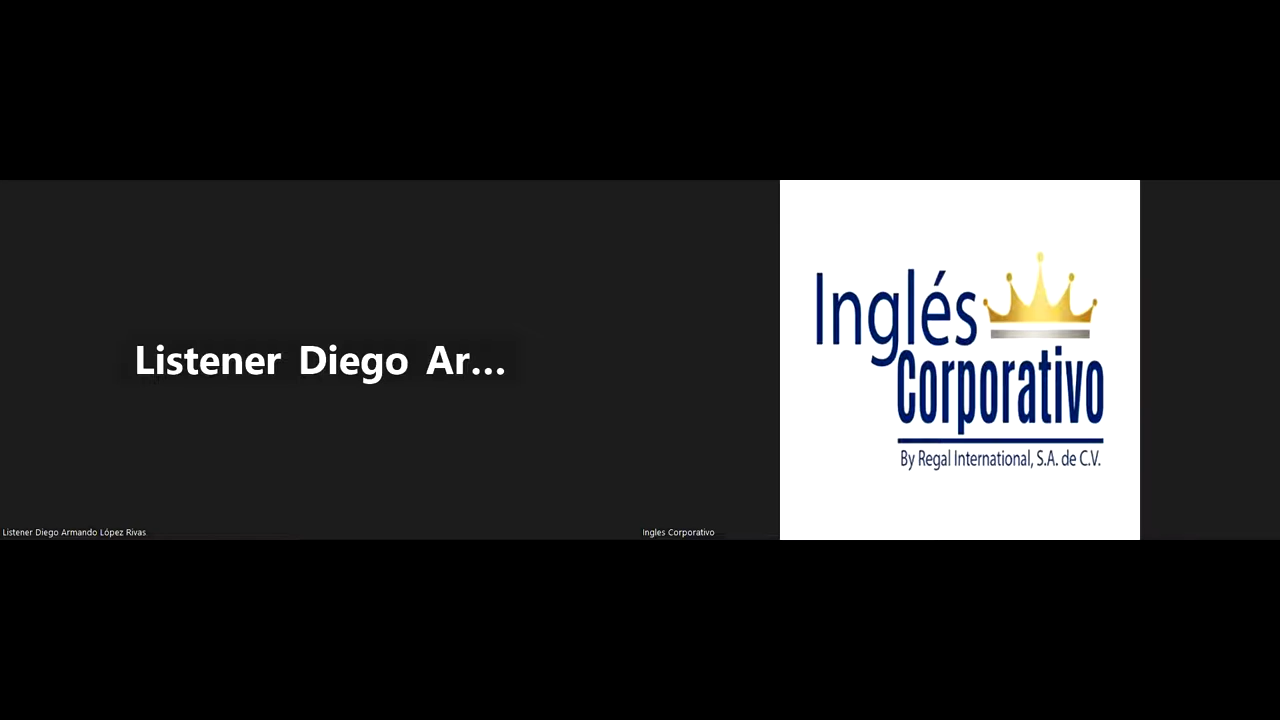 Listener Diego Ar...
Listener Diego Armando López Rivas
Inglés
Corporativo
By Regal International, S.A. de C.V.
Ingles Corporativo